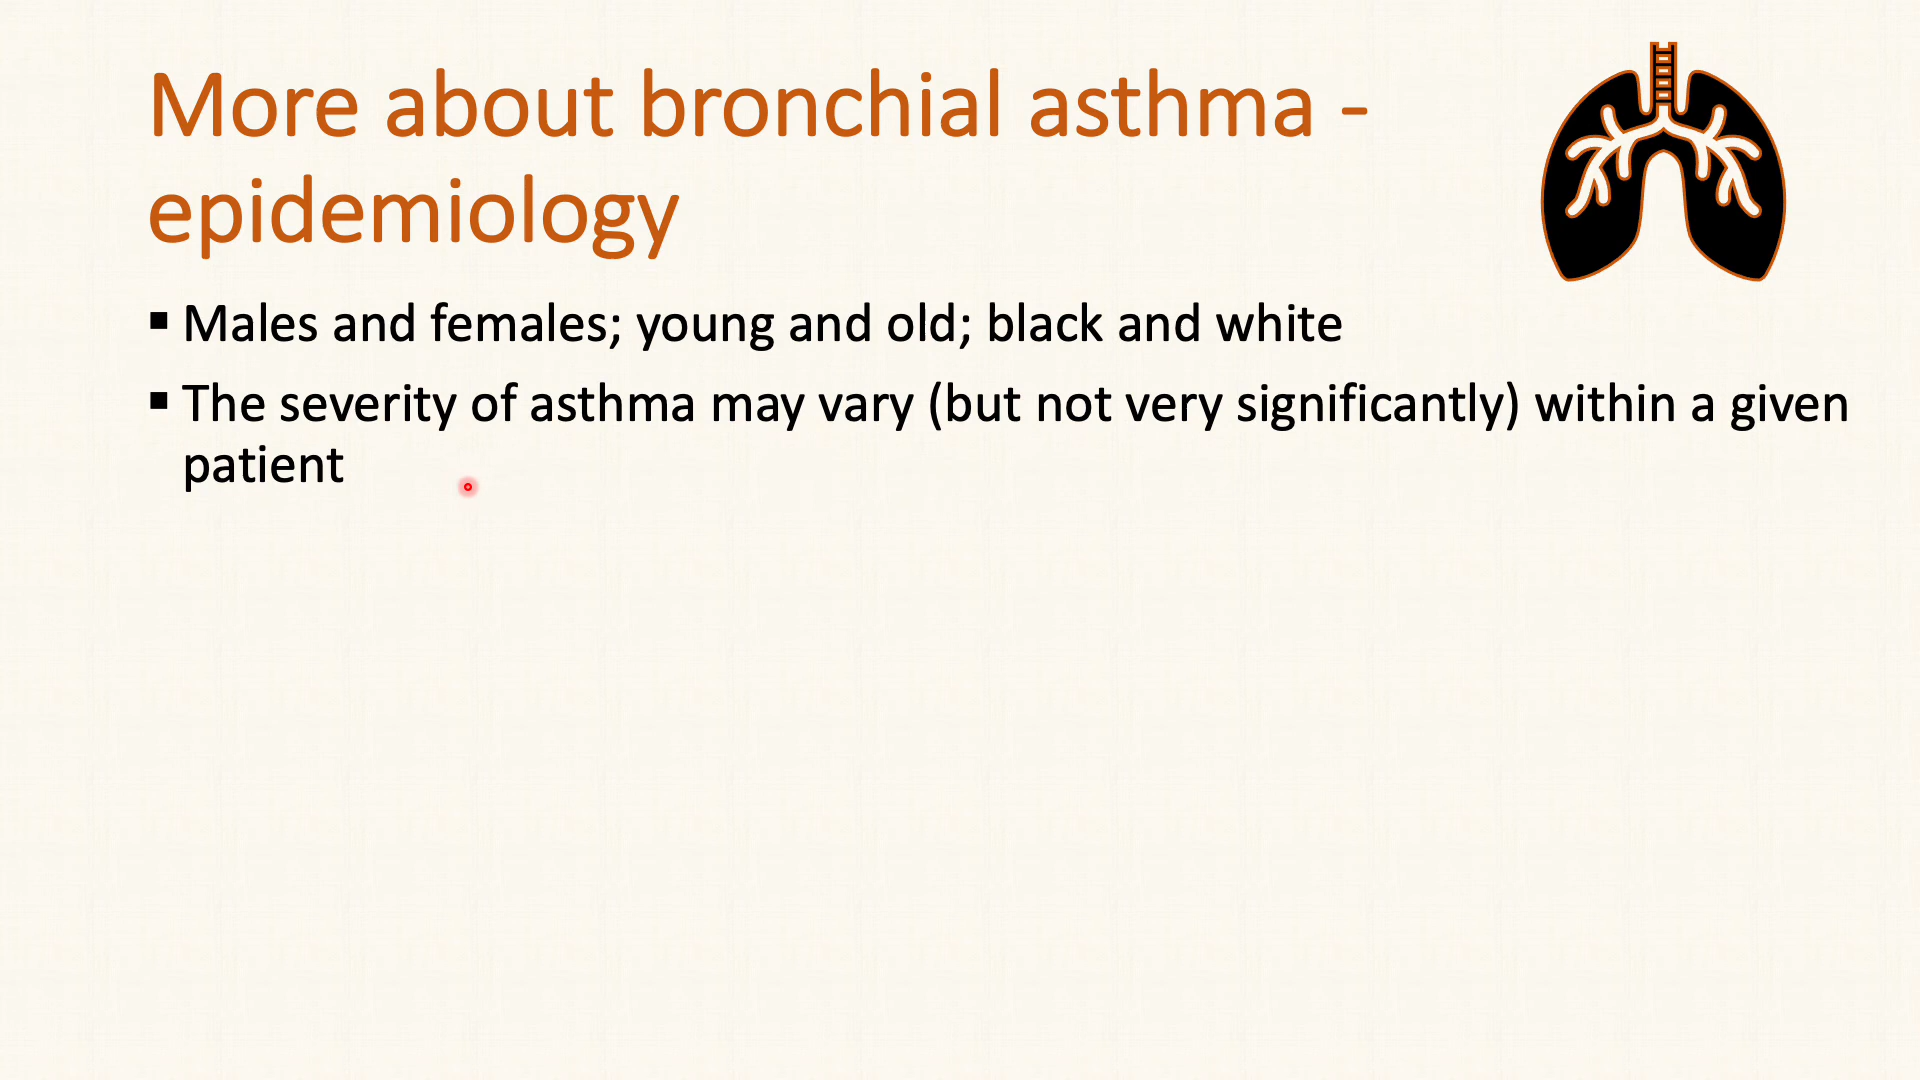 More about bronchial asthma -
epidemiology
▪ Males and females; young and old; black and white
▪ The severity of asthma may vary (but not very significantly) within a given
patient